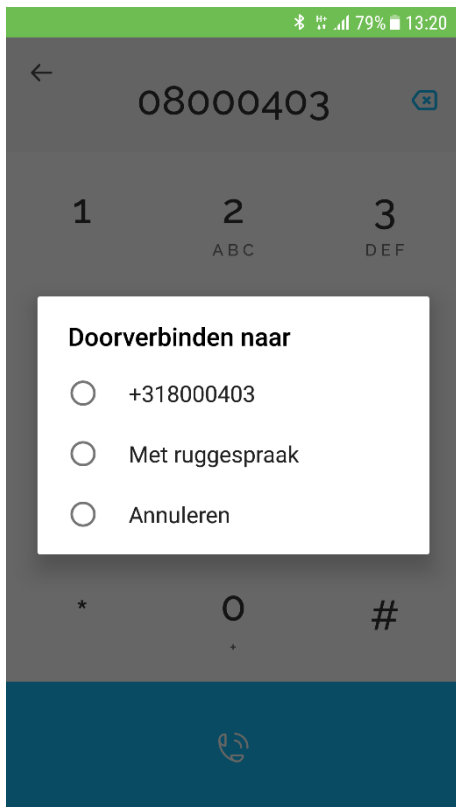 79% 13:20
08000403
1 2 3
ABC DEF
Doorverbinden naar
+318000403
Met ruggespraak
Annuleren
* 0 #
+